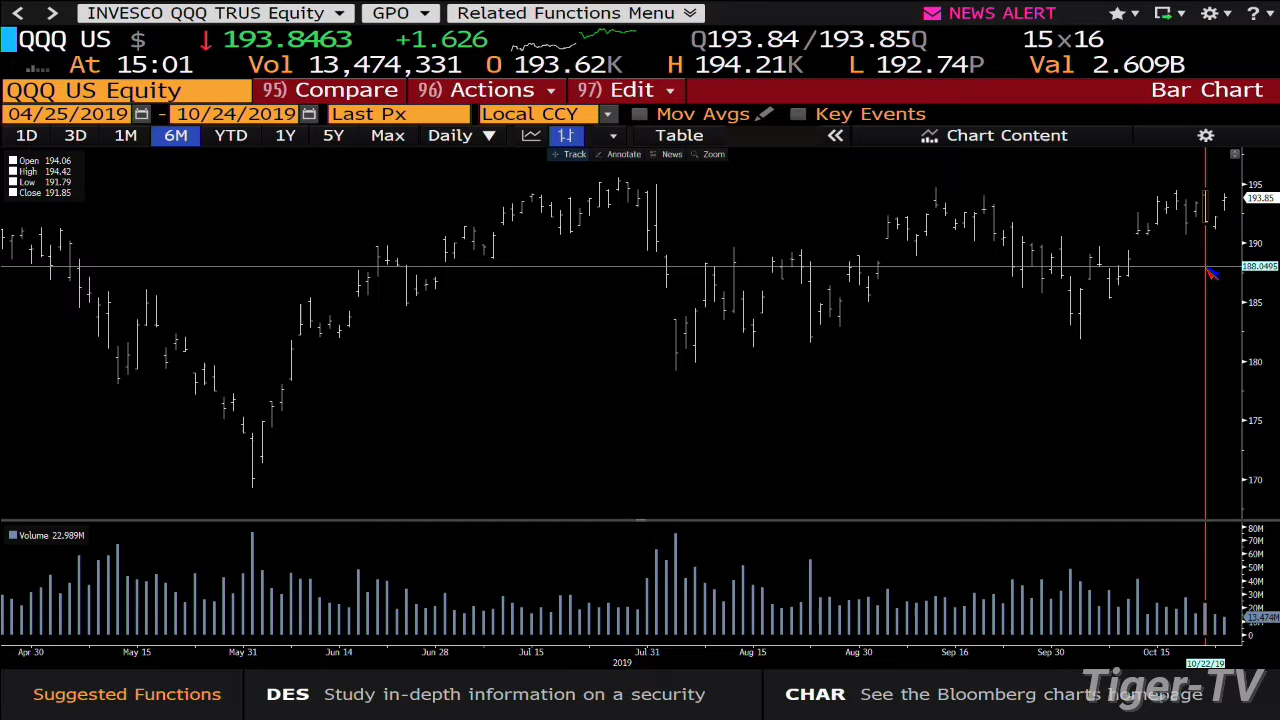 INVESCO QQQ TRUS Equity GPO Related Functions Menu NEWS ALERT ?
QQQ US $ 193.8463 +1.626 Q193.84/193.85Q 15x16
At 15:01 Vol 13,474,331 O 193.62K H 194.21K L 192.74P Val 2.609B
QQQ US Equity 95) Compare 96) Actions 97) Edit Bar Chart
04/25/2019 - 10/24/2019 Last Px Local CCY Mov Avgs Key Events
1D 3D 1M 6M YTD 1Y 5Y Max Daily Table Chart Content
Track Annotate News Zoom
Open 194.06
High 194.42
Low 191.79
Close 191.85
195
193.85
190
188.0495
185
180
175
170
Volume 22.989M
80M
70M
60M
50M
40M
30M
20M
13.474M
0
Apr 30 May 15 May 31 Jun 14 Jun 28 Jul 15 Jul 31 Aug 15 Aug 30 Sep 16 Sep 30 Oct 15
2019 10/22/19
Suggested Functions DES Study in-depth information on a security CHAR See the Bloomberg charts homepage
Tiger-TV